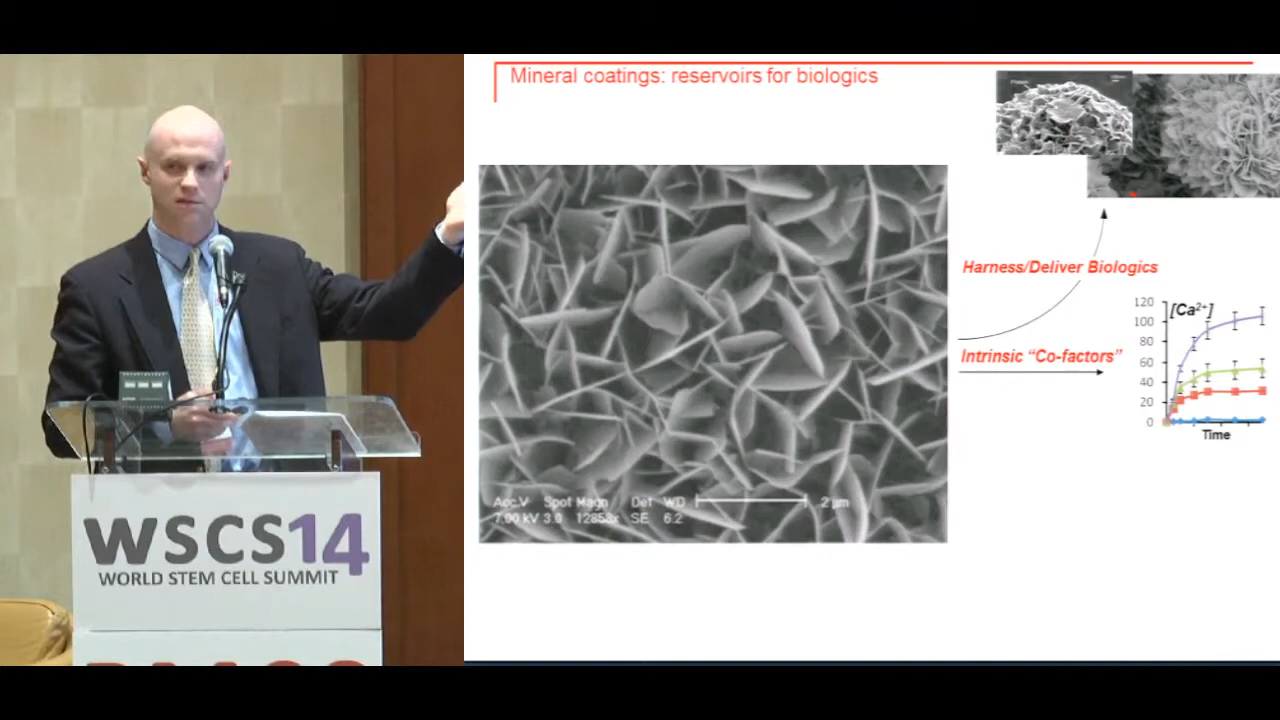 WSCS14
WORLD STEM CELL SUMMIT
Mineral coatings: reservoirs for biologics
Acc.V Spot Magn Det WD 2 µm
7.00 kV 3.0 12853x SE 6.2
Harness/Deliver Biologics
Intrinsic “Co-factors”
[Ca²⁺]
120
100
80
60
40
20
0
Time